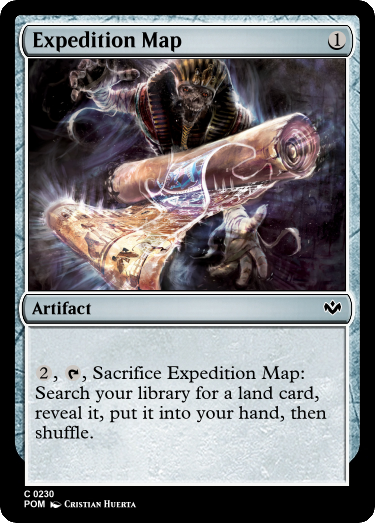 Expedition Map 1
Artifact
2, T, Sacrifice Expedition Map:
Search your library for a land card,
reveal it, put it into your hand, then
shuffle.
C 0230
POM Cristian Huerta